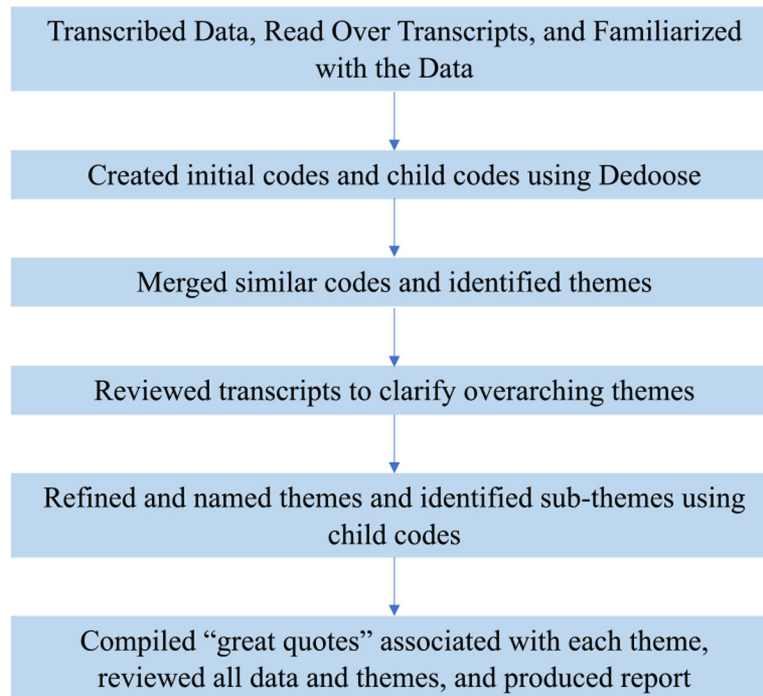 Transcribed Data, Read Over Transcripts, and Familiarized
with the Data
Created initial codes and child codes using Dedoose
Merged similar codes and identified themes
Reviewed transcripts to clarify overarching themes
Refined and named themes and identified sub-themes using
child codes
Compiled “great quotes” associated with each theme,
reviewed all data and themes, and produced report